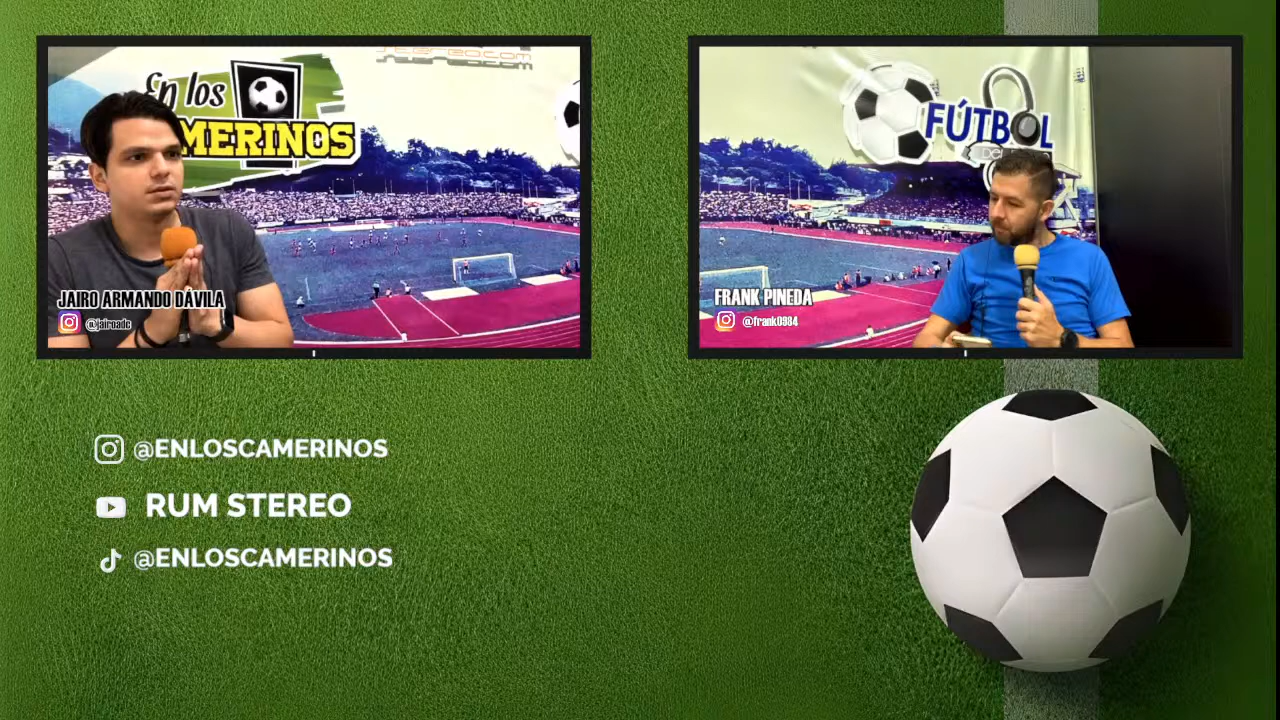 En los
MERINOS
JAIRO ARMANDO DÁVILA
@jairoadc
FÚTBOL
FRANK PINEDA
@frank0984
@ENLOSCAMERINOS
RUM STEREO
@ENLOSCAMERINOS